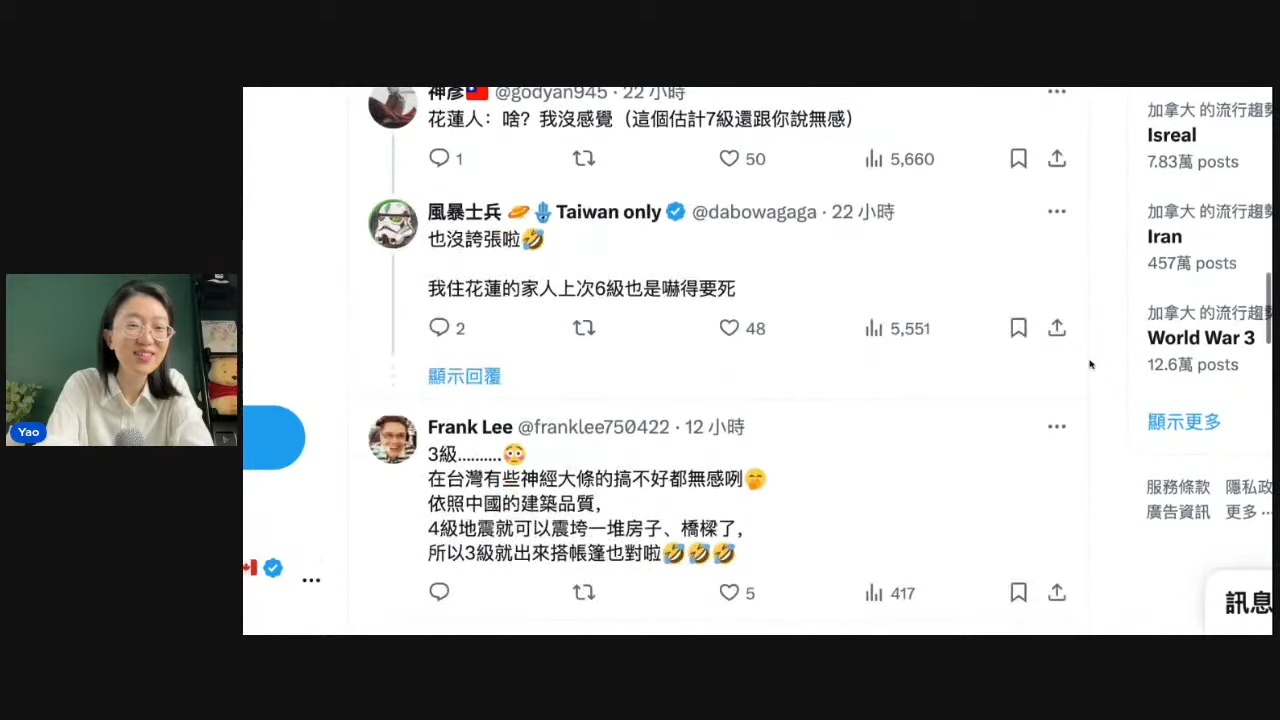 神彥🇹🇼 @godyan945 · 22 小時
花蓮人：啥？我沒感覺（這個估計7級還跟你說無感）
1 50 5,660
風暴士兵 🪐🪬 Taiwan only @dabowagaga · 22 小時
也沒誇張啦🤣
我住花蓮的家人上次6級也是嚇得要死
2 48 5,551
顯示回覆
Frank Lee @franklee750422 · 12 小時
3級..........😳
在台灣有些神經大條的搞不好都無感咧🤭
依照中國的建築品質，
4級地震就可以震垮一堆房子、橋樑了，
所以3級就出來搭帳篷也對啦🤣🤣🤣
5 417
加拿大 的流行趨勢
Isreal
7.83萬 posts
加拿大 的流行趨勢
Iran
457萬 posts
加拿大 的流行趨勢
World War 3
12.6萬 posts
顯示更多
服務條款 隱私政
廣告資訊 更多 ...
訊息
Yao